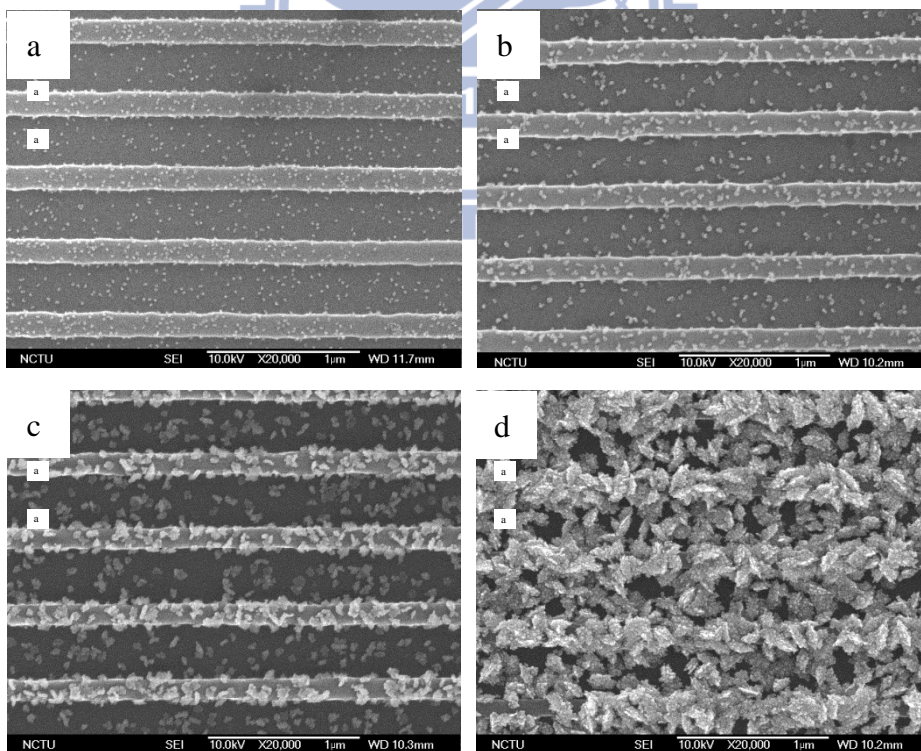 a
a
a
NCTU SEI 10.0kV X20,000 1μm WD 11.7mm
b
a
a
NCTU SEI 10.0kV X20,000 1μm WD 10.2mm
c
a
a
NCTU SEI 10.0kV X20,000 1μm WD 10.3mm
d
a
a
NCTU SEI 10.0kV X20,000 1μm WD 10.2mm